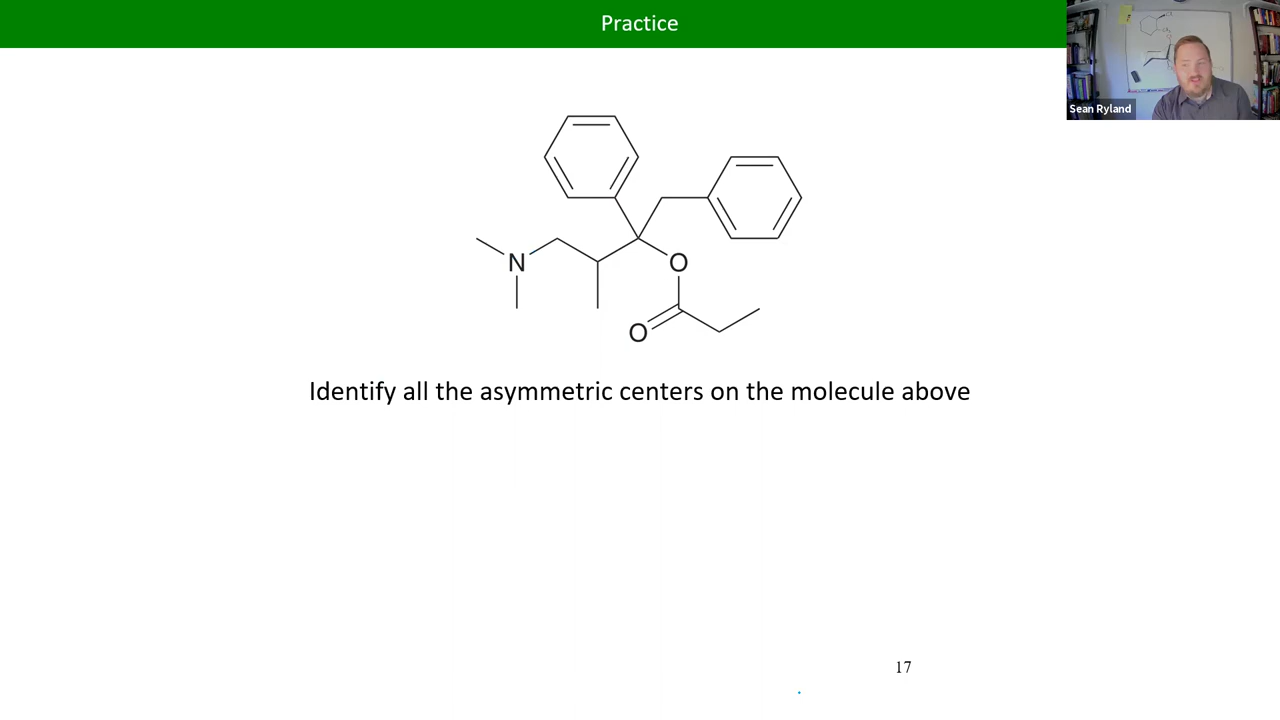 Practice
Sean Ryland
N
O
O
Identify all the asymmetric centers on the molecule above
17